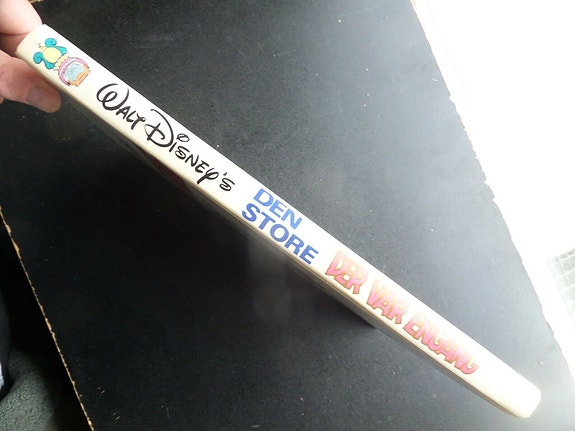 WALT DISNEY'S
DEN
STORE
DER VAR ENGANG